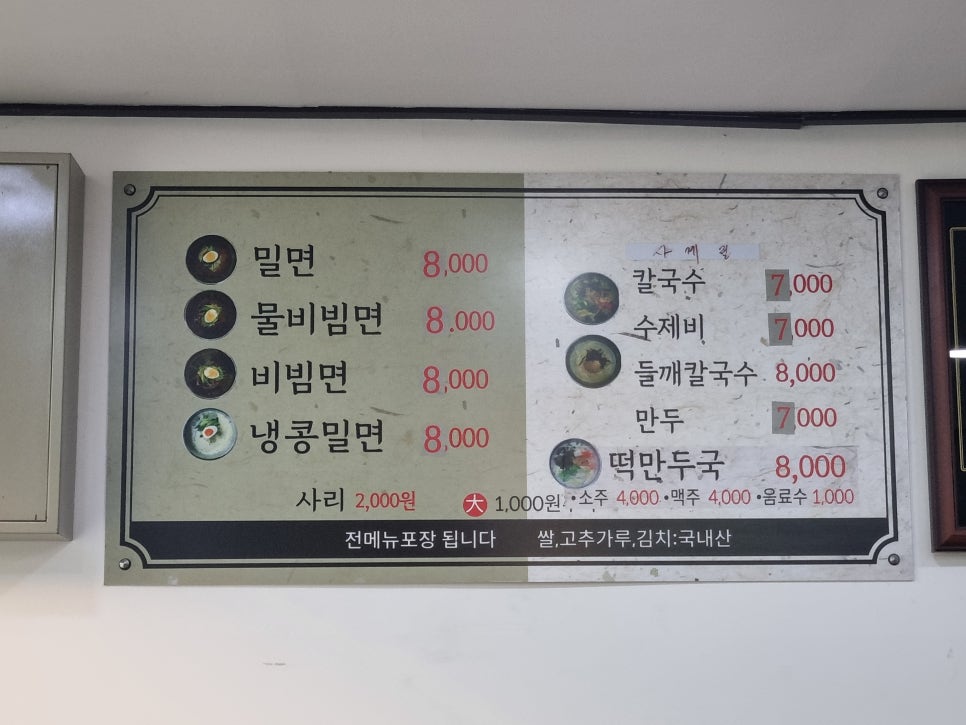 밀면 8,000
물비빔면 8.000
비빔면 8,000
냉콩밀면 8,000
사리 2,000원 大 1,000원
사계절
칼국수 7,000
수제비 7,000
들깨칼국수 8,000
만두 7,000
떡만두국 8,000
•소주 4,000 •맥주 4,000 •음료수 1,000
전메뉴포장 됩니다 쌀,고추가루,김치:국내산